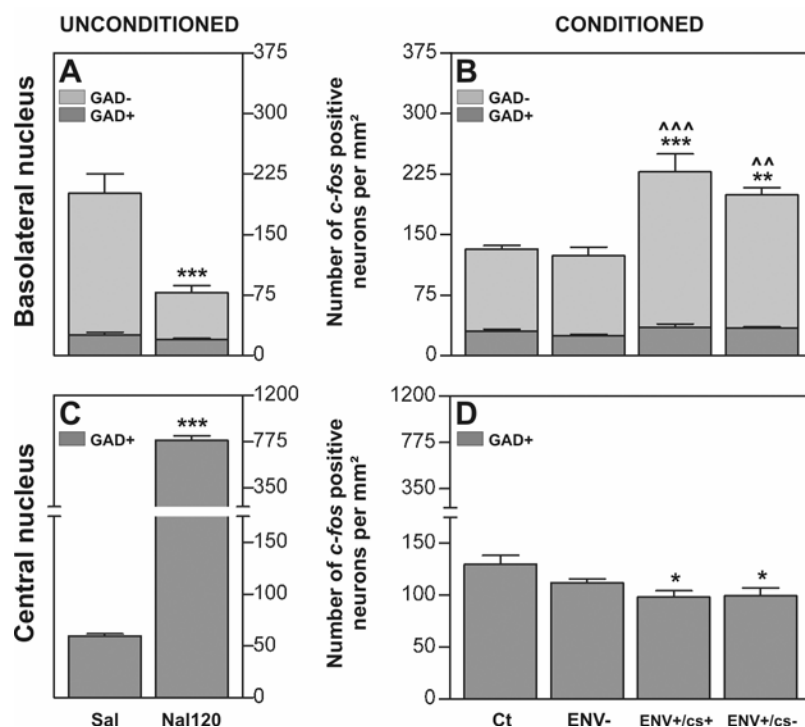 UNCONDITIONED
CONDITIONED
Basolateral nucleus
A
GAD-
GAD+
***
375
300
225
150
75
0
Number of c-fos positive
neurons per mm²
375
300
225
150
75
0
B
GAD-
GAD+
^^^
***
^^
**
Central nucleus
C
GAD+
***
1200
775
350
150
100
50
0
Number of c-fos positive
neurons per mm²
1200
775
350
150
100
50
0
D
GAD+
*
*
Sal
Nal120
Ct
ENV-
ENV+/cs+
ENV+/cs-